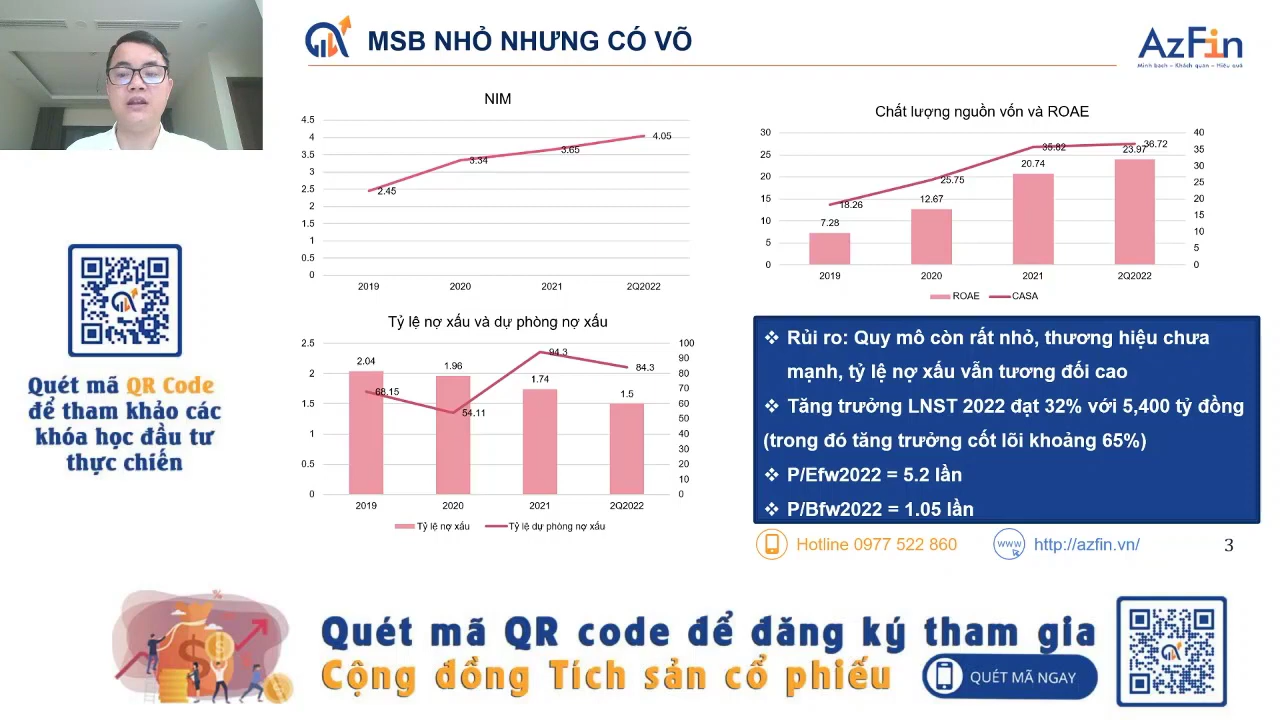 MSB NHỎ NHƯNG CÓ VÕ
AzFin
Minh bạch - Khách quan - Hiệu quả
NIM
4.5
4
3.5
3
2.5
2
1.5
1
0.5
0
2.45
3.34
3.65
4.05
2019
2020
2021
2Q2022
Chất lượng nguồn vốn và ROAE
30
25
20
15
10
5
0
40
35
30
25
20
15
10
5
0
18.26
25.75
35.82
36.72
7.28
12.67
20.74
23.97
2019
2020
2021
2Q2022
ROAE
CASA
Quét mã QR Code
để tham khảo các
khóa học đầu tư
thực chiến
Tỷ lệ nợ xấu và dự phòng nợ xấu
2.5
2
1.5
1
0.5
0
100
90
80
70
60
50
40
30
20
10
0
2.04
1.96
1.74
1.5
68.15
54.11
94.3
84.3
2019
2020
2021
2Q2022
Tỷ lệ nợ xấu
Tỷ lệ dự phòng nợ xấu
❖ Rủi ro: Quy mô còn rất nhỏ, thương hiệu chưa
mạnh, tỷ lệ nợ xấu vẫn tương đối cao
❖ Tăng trưởng LNST 2022 đạt 32% với 5,400 tỷ đồng
(trong đó tăng trưởng cốt lõi khoảng 65%)
❖ P/Efw2022 = 5.2 lần
❖ P/Bfw2022 = 1.05 lần
Hotline 0977 522 860
www
http://azfin.vn/
3
Quét mã QR code để đăng ký tham gia
Cộng đồng Tích sản cổ phiếu
QUÉT MÃ NGAY